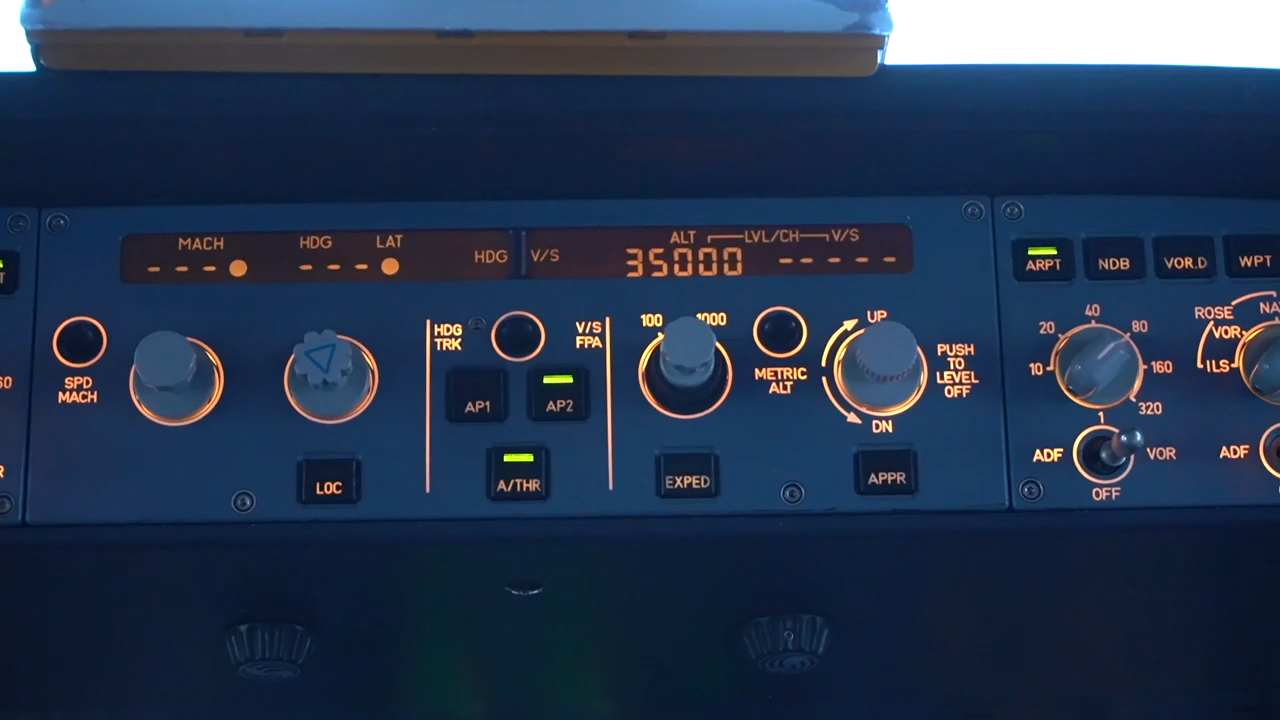 MACH
HDG
LAT
HDG
V/S
ALT
LVL/CH
V/S
- - -
- - -
35000
- - - - -
SPD
MACH
HDG
TRK
V/S
FPA
100
1000
METRIC
ALT
UP
DN
PUSH
TO
LEVEL
OFF
AP1
AP2
LOC
A/THR
EXPED
APPR
ARPT
NDB
VOR.D
WPT
10
20
40
80
160
320
ROSE
VOR
ILS
NA
1
ADF
VOR
OFF
ADF
60
R
T